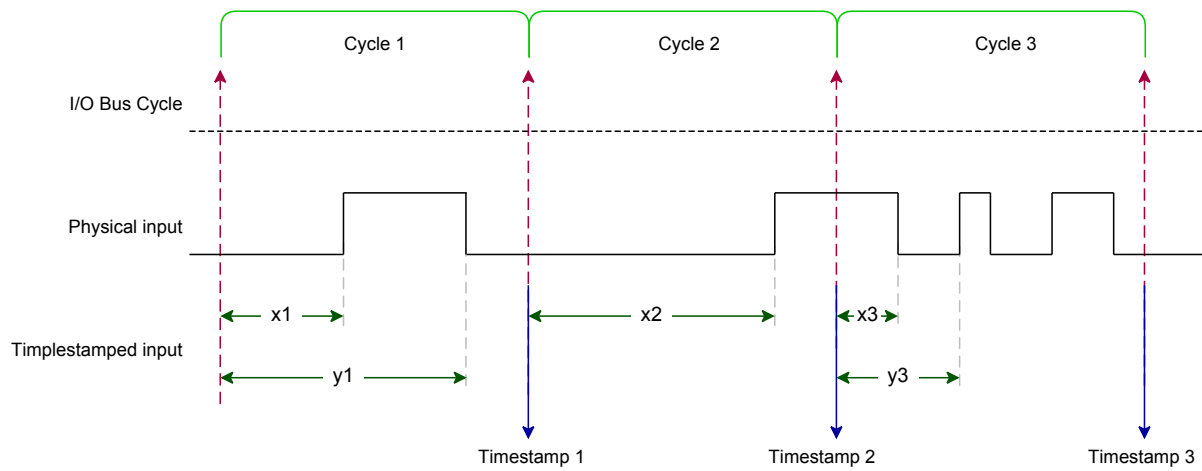 Cycle 1
Cycle 2
Cycle 3
I/O Bus Cycle
Physical input
x1
x2
x3
Timplestamped input
y1
y3
Timestamp 1
Timestamp 2
Timestamp 3